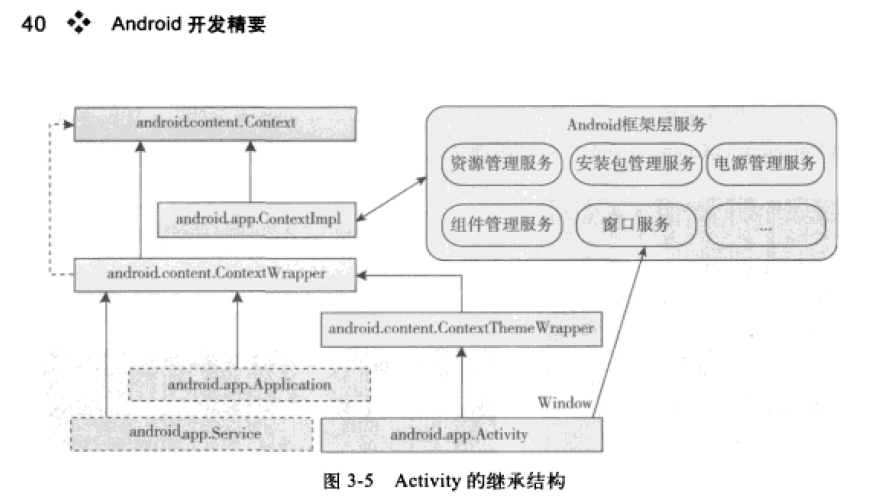 40 Android 开发精要
android.content.Context
Android框架层服务
资源管理服务 安装包管理服务 电源管理服务
android.app.ContextImpl
组件管理服务 窗口服务 ...
android.content.ContextWrapper
android.content.ContextThemeWrapper
android.app.Application
Window
android.app.Service
android.app.Activity
图 3-5 Activity 的继承结构